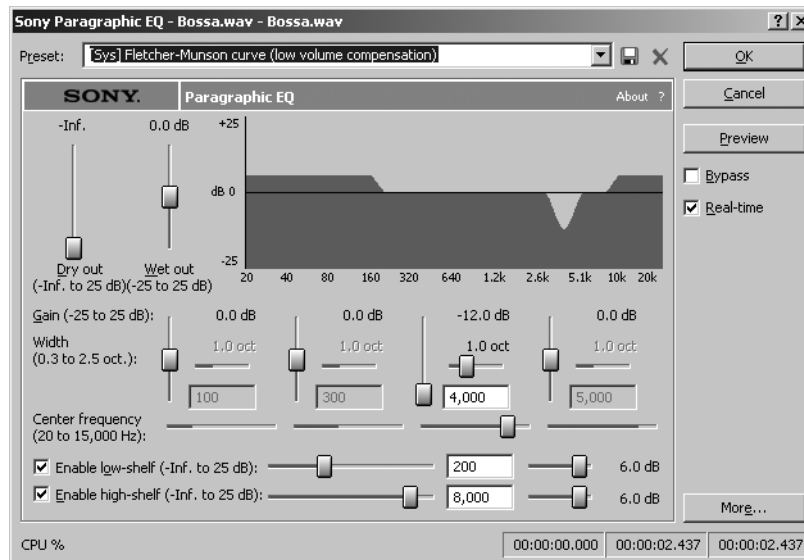 Sony Paragraphic EQ - Bossa.wav - Bossa.wav
Preset: [Sys] Fletcher-Munson curve (low volume compensation)
OK
Cancel
Preview
Bypass
Real-time
More...
SONY. Paragraphic EQ About ?
-Inf. 0.0 dB
+25
dB 0
-25
20 40 80 160 320 640 1.2k 2.6k 5.1k 10k 20k
Dry out Wet out
(-Inf. to 25 dB)(-25 to 25 dB)
Gain (-25 to 25 dB): 0.0 dB 0.0 dB -12.0 dB 0.0 dB
Width
(0.3 to 2.5 oct.): 1.0 oct 1.0 oct 1.0 oct 1.0 oct
100 300 4,000 5,000
Center frequency
(20 to 15,000 Hz):
Enable low-shelf (-Inf. to 25 dB): 200 6.0 dB
Enable high-shelf (-Inf. to 25 dB): 8,000 6.0 dB
CPU % 00:00:00.000 00:00:02.437 00:00:02.437